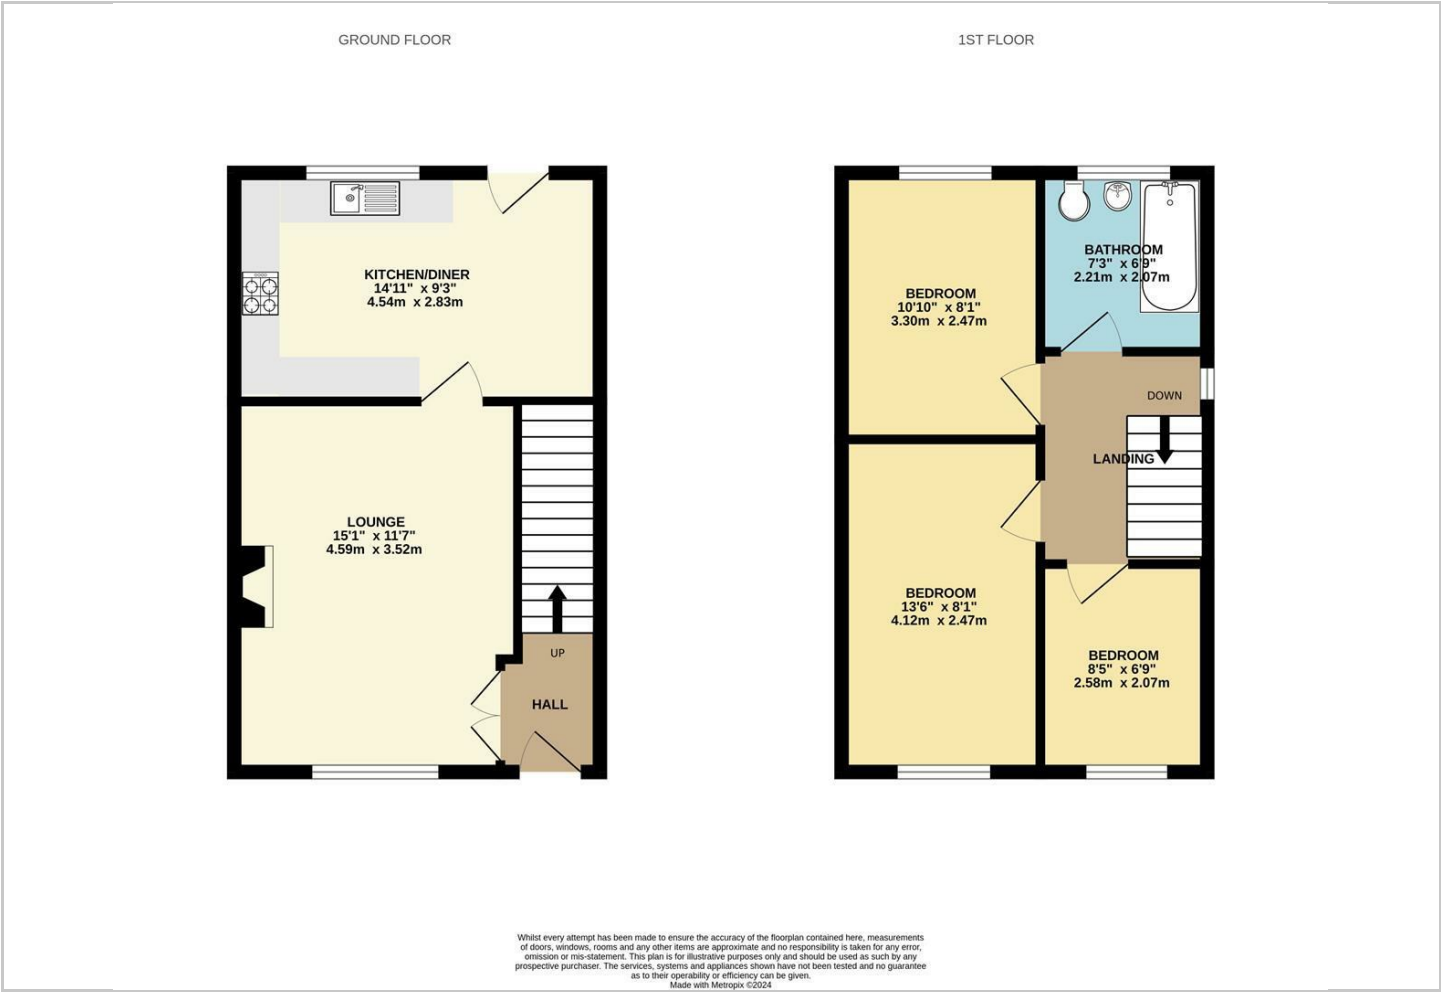 GROUND FLOOR
1ST FLOOR
KITCHEN/DINER
14'11" x 9'3"
4.54m x 2.83m
LOUNGE
15'1" x 11'7"
4.59m x 3.52m
UP
HALL
BEDROOM
10'10" x 8'1"
3.30m x 2.47m
BATHROOM
7'3" x 6'9"
2.21m x 2.07m
DOWN
LANDING
BEDROOM
13'6" x 8'1"
4.12m x 2.47m
BEDROOM
8'5" x 6'9"
2.58m x 2.07m
Whilst every attempt has been made to ensure the accuracy of the floorplan contained here, measurements
of doors, windows, rooms and any other items are approximate and no responsibility is taken for any error,
omission or mis-statement. This plan is for illustrative purposes only and should be used as such by any
prospective purchaser. The services, systems and appliances shown have not been tested and no guarantee
as to their operability or efficiency can be given.
Made with Metropix ©2024